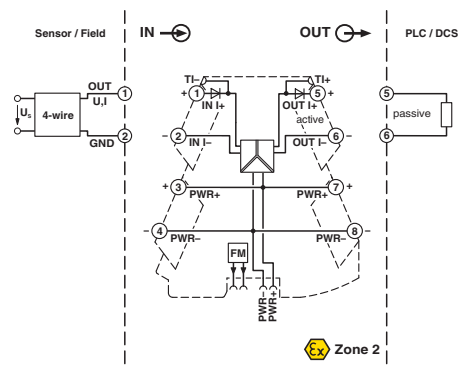 Sensor / Field
IN
OUT
PLC / DCS
TI–
TI+
OUT
1
+ 1
5 +
5
IN I+
OUT I+
U,I
Us
4-wire
active
passive
2
– 2
IN I–
OUT I–
6 –
6
GND
+ 3
PWR+
PWR+
7 +
– 4
PWR–
PWR–
8 –
FM
PWR–
PWR+
Ex Zone 2